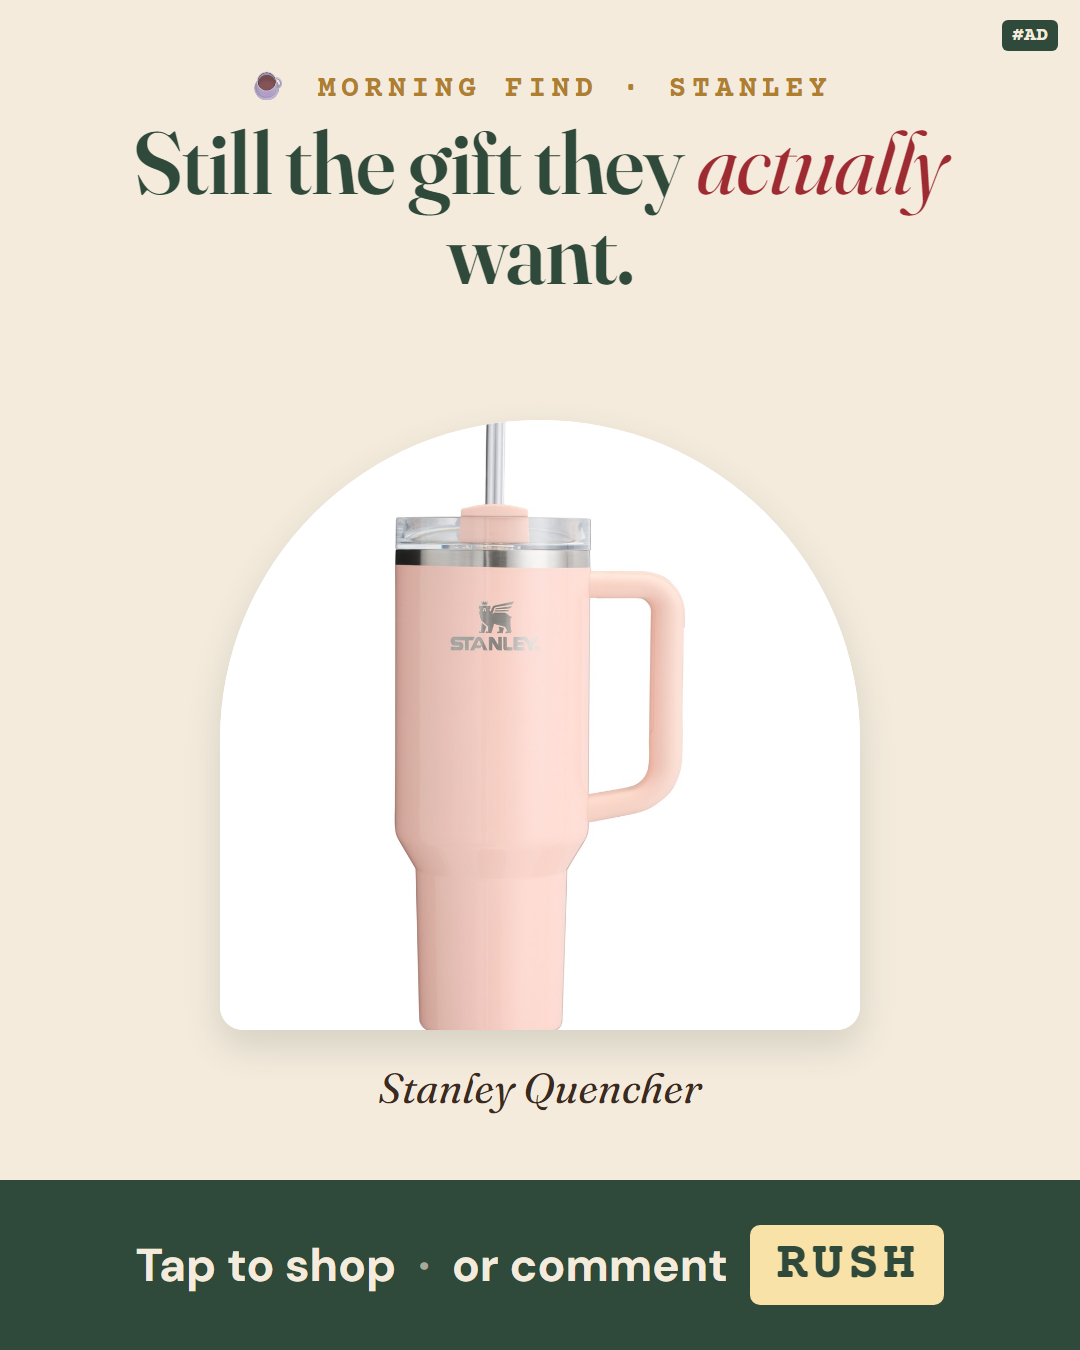 #AD
☕ MORNING FIND · STANLEY
Still the gift they actually
want.
STANLEY
Stanley Quencher
Tap to shop · or comment RUSH